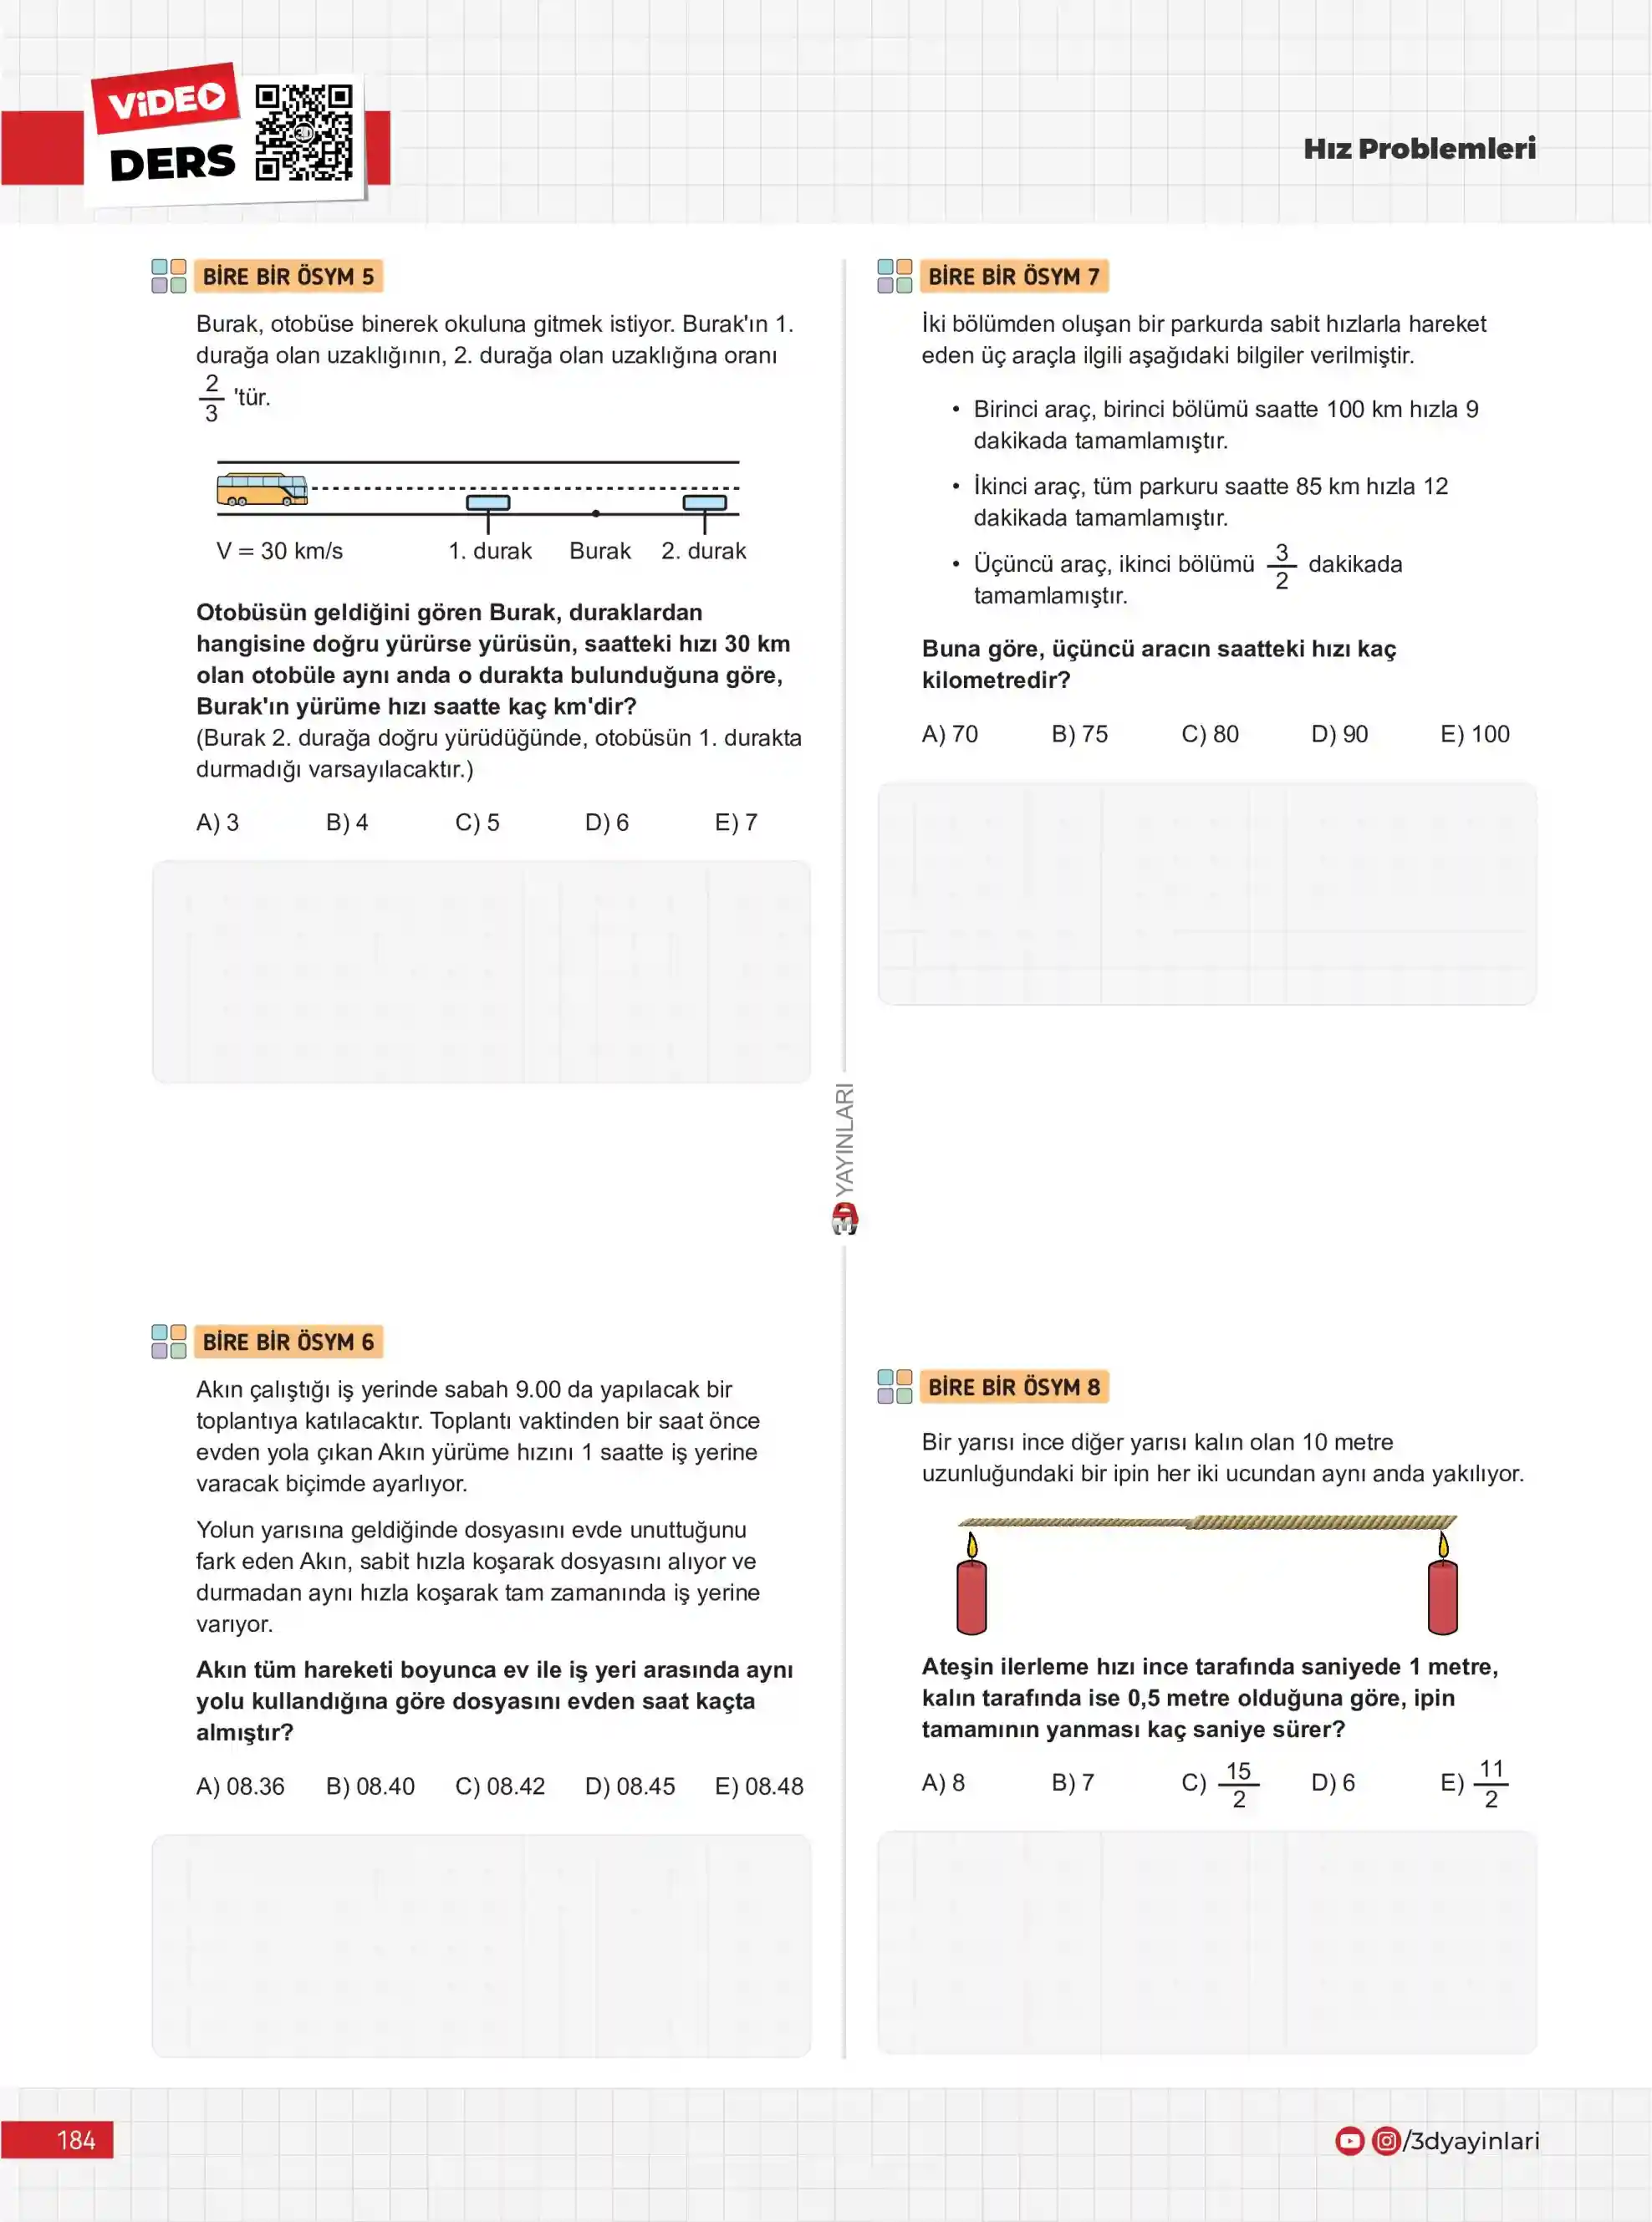 VİDEO
DERS
Hız Problemleri
BİRE BİR ÖSYM 5
Burak, otobüse binerek okuluna gitmek istiyor. Burak'ın 1.
durağa olan uzaklığının, 2. durağa olan uzaklığına oranı
2/3 'tür.
V = 30 km/s
1. durak
Burak
2. durak
Otobüsün geldiğini gören Burak, duraklardan
hangisine doğru yürürse yürüsün, saatteki hızı 30 km
olan otobüle aynı anda o durakta bulunduğuna göre,
Burak'ın yürüme hızı saatte kaç km'dir?
(Burak 2. durağa doğru yürüdüğünde, otobüsün 1. durakta
durmadığı varsayılacaktır.)
A) 3 B) 4 C) 5 D) 6 E) 7
BİRE BİR ÖSYM 6
Akın çalıştığı iş yerinde sabah 9.00 da yapılacak bir
toplantıya katılacaktır. Toplantı vaktinden bir saat önce
evden yola çıkan Akın yürüme hızını 1 saatte iş yerine
varacak biçimde ayarlıyor.
Yolun yarısına geldiğinde dosyasını evde unuttuğunu
fark eden Akın, sabit hızla koşarak dosyasını alıyor ve
durmadan aynı hızla koşarak tam zamanında iş yerine
varıyor.
Akın tüm hareketi boyunca ev ile iş yeri arasında aynı
yolu kullandığına göre dosyasını evden saat kaçta
almıştır?
A) 08.36 B) 08.40 C) 08.42 D) 08.45 E) 08.48
3D YAYINLARI
BİRE BİR ÖSYM 7
İki bölümden oluşan bir parkurda sabit hızlarla hareket
eden üç araçla ilgili aşağıdaki bilgiler verilmiştir.
• Birinci araç, birinci bölümü saatte 100 km hızla 9
dakikada tamamlamıştır.
• İkinci araç, tüm parkuru saatte 85 km hızla 12
dakikada tamamlamıştır.
• Üçüncü araç, ikinci bölümü 3/2 dakikada
tamamlamıştır.
Buna göre, üçüncü aracın saatteki hızı kaç
kilometredir?
A) 70 B) 75 C) 80 D) 90 E) 100
BİRE BİR ÖSYM 8
Bir yarısı ince diğer yarısı kalın olan 10 metre
uzunluğundaki bir ipin her iki ucundan aynı anda yakılıyor.
Ateşin ilerleme hızı ince tarafında saniyede 1 metre,
kalın tarafında ise 0,5 metre olduğuna göre, ipin
tamamının yanması kaç saniye sürer?
A) 8 B) 7 C) 15/2 D) 6 E) 11/2
184
/3dyayinlari